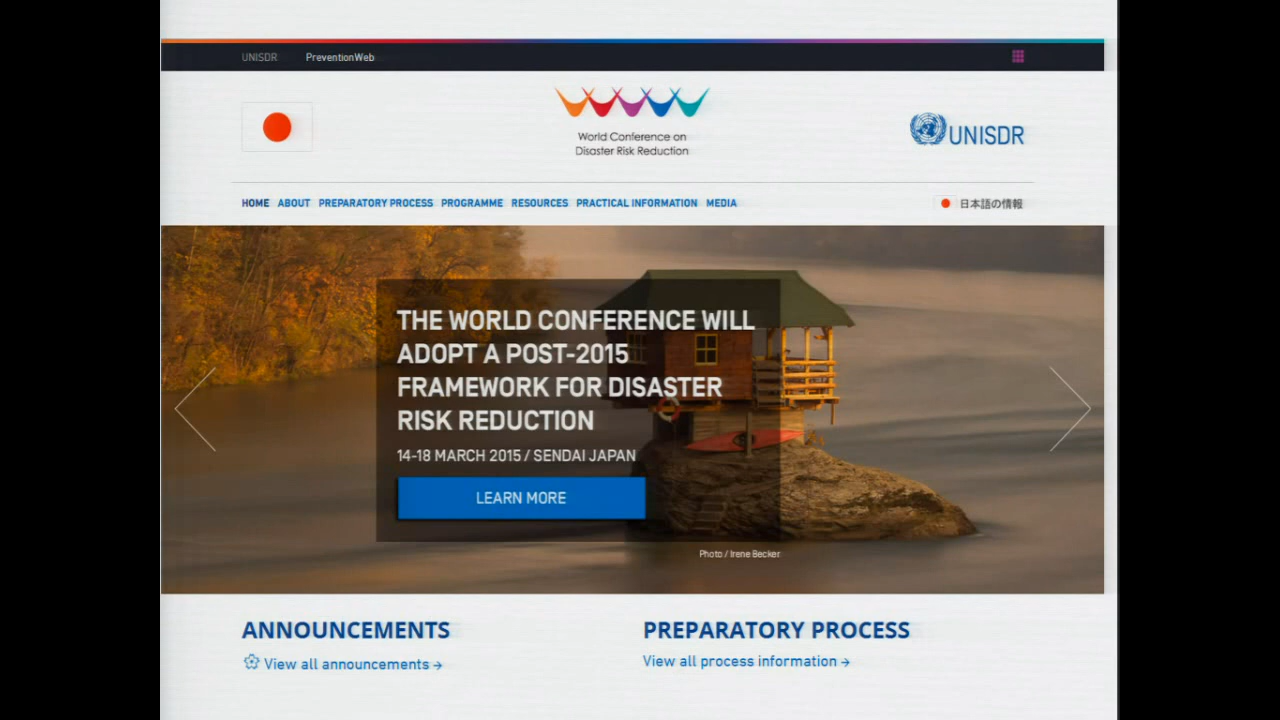 UNISDR PreventionWeb
World Conference on
Disaster Risk Reduction
UNISDR
HOME ABOUT PREPARATORY PROCESS PROGRAMME RESOURCES PRACTICAL INFORMATION MEDIA 日本語の情報
THE WORLD CONFERENCE WILL
ADOPT A POST-2015
FRAMEWORK FOR DISASTER
RISK REDUCTION
14-18 MARCH 2015 / SENDAI JAPAN
LEARN MORE
Photo / Irene Becker
ANNOUNCEMENTS
View all announcements →
PREPARATORY PROCESS
View all process information →